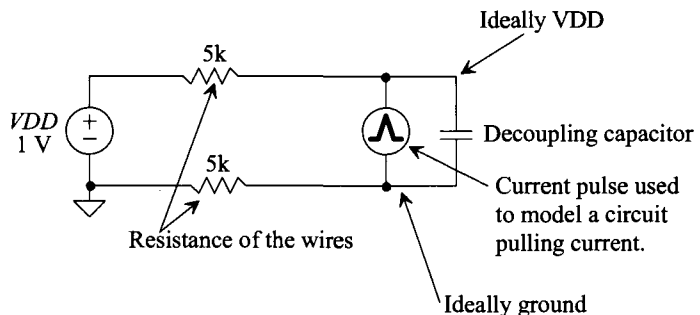 Ideally VDD
5k
VDD
1 V
+
−
5k
Decoupling capacitor
Current pulse used
to model a circuit
pulling current.
Resistance of the wires
Ideally ground